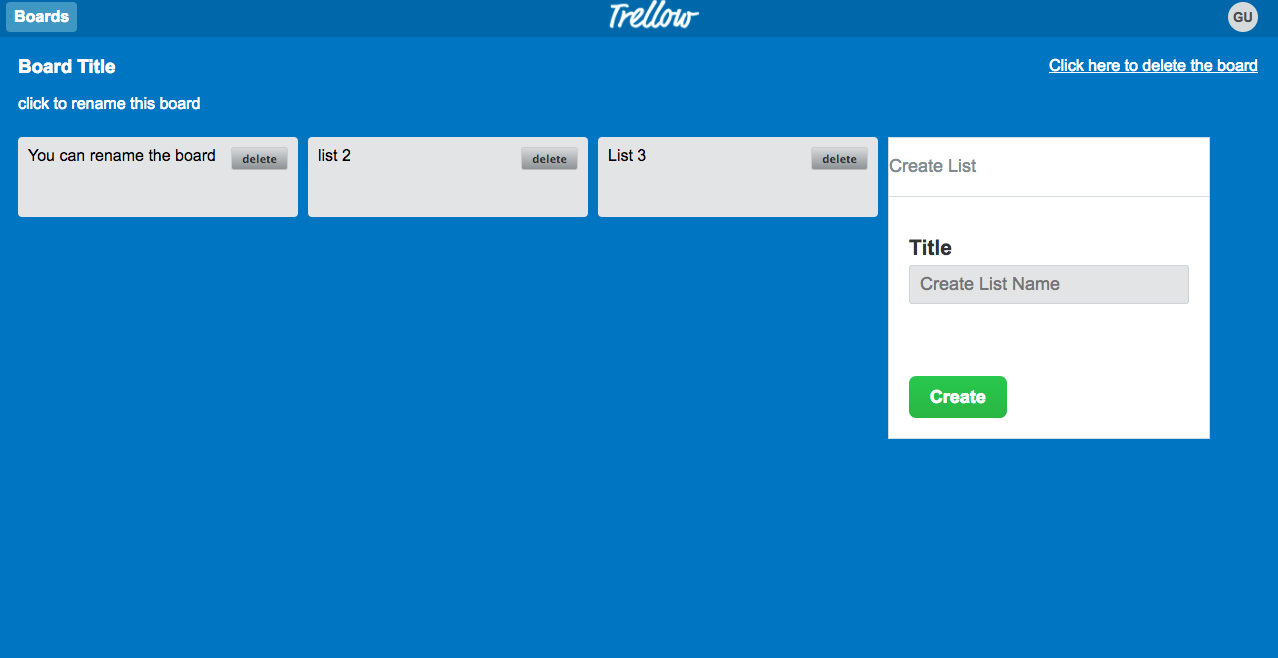 Boards
Trellow
GU
Board Title
Click here to delete the board
click to rename this board
You can rename the board
delete
list 2
delete
List 3
delete
Create List
Title
Create List Name
Create